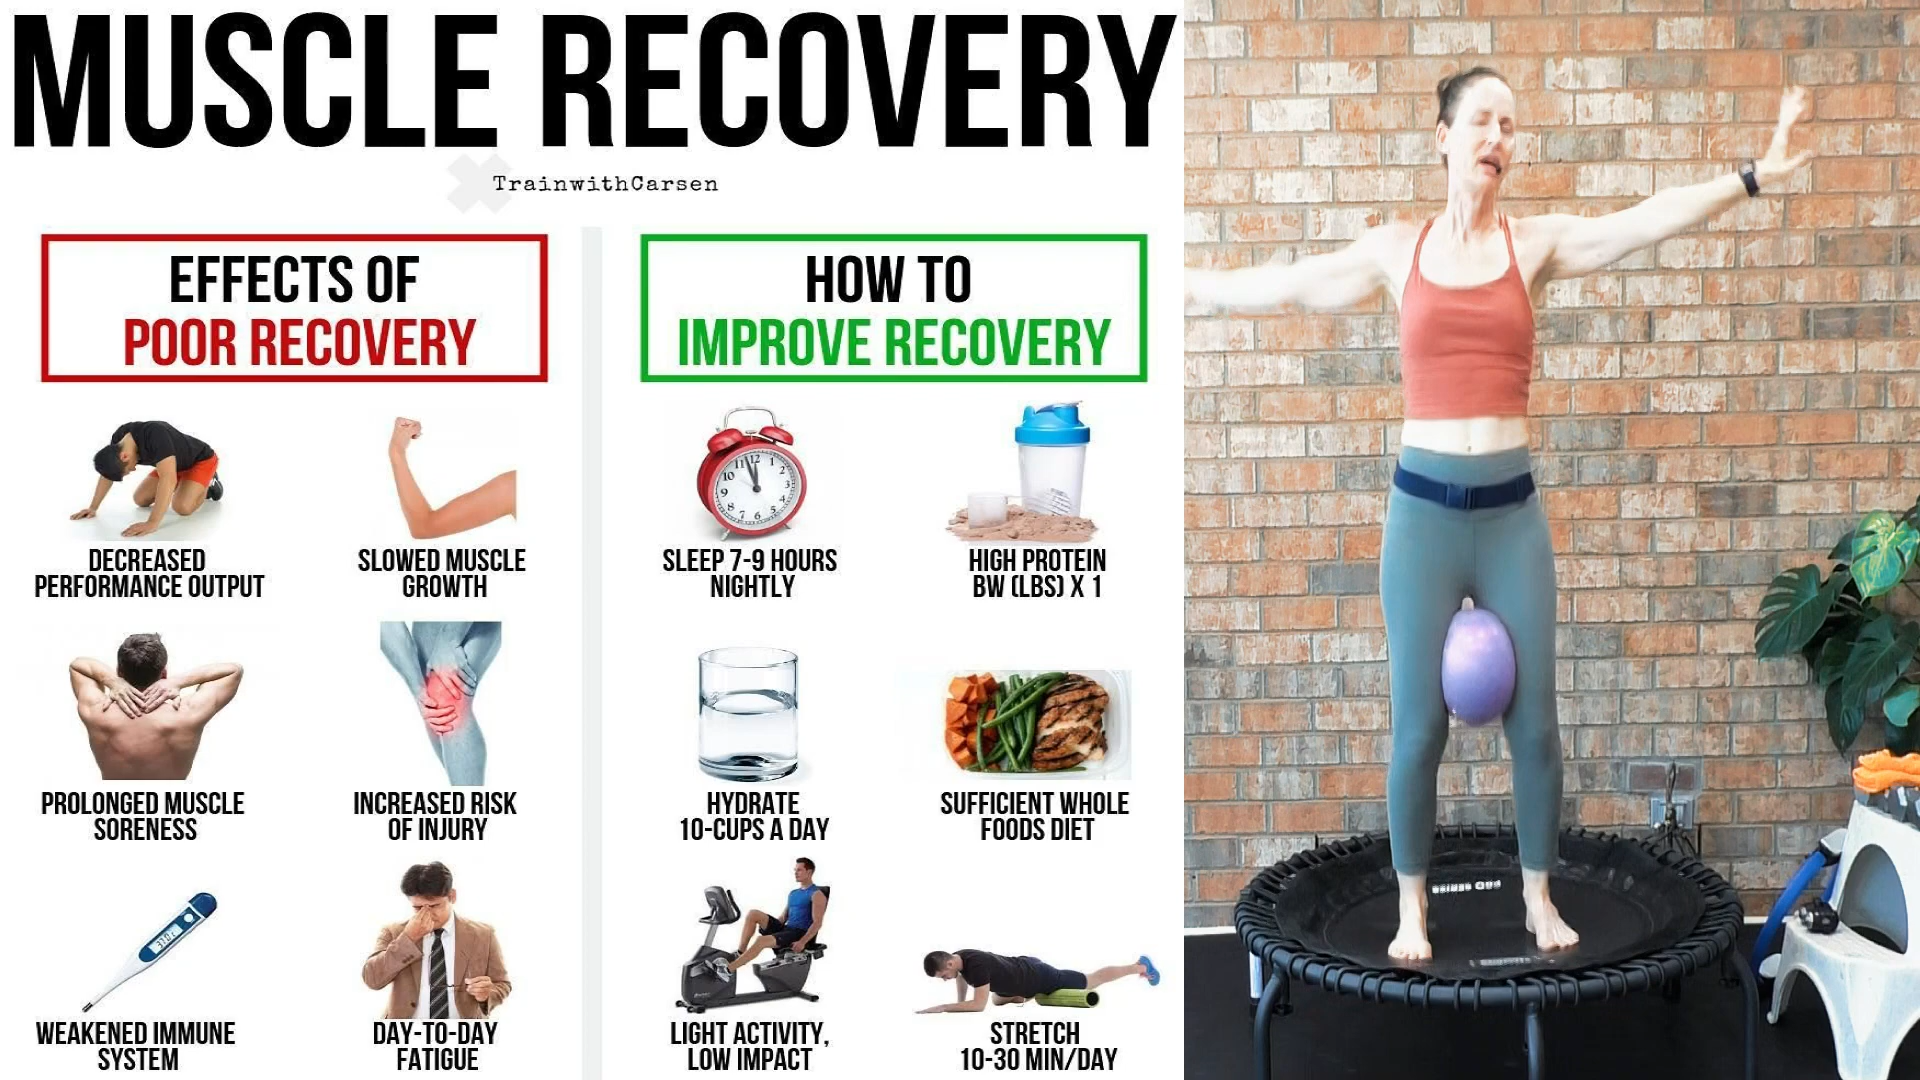 MUSCLE RECOVERY
TrainwithCarsen
EFFECTS OF
POOR RECOVERY
DECREASED
PERFORMANCE OUTPUT
SLOWED MUSCLE
GROWTH
PROLONGED MUSCLE
SORENESS
INCREASED RISK
OF INJURY
WEAKENED IMMUNE
SYSTEM
DAY-TO-DAY
FATIGUE
HOW TO
IMPROVE RECOVERY
SLEEP 7-9 HOURS
NIGHTLY
HIGH PROTEIN
BW (LBS) X 1
HYDRATE
10-CUPS A DAY
SUFFICIENT WHOLE
FOODS DIET
LIGHT ACTIVITY,
LOW IMPACT
STRETCH
10-30 MIN/DAY